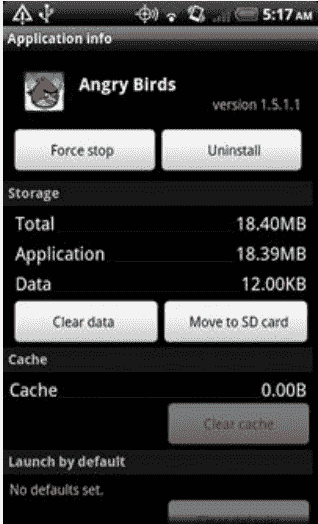 5:17 AM
Application info
Angry Birds
version 1.5.1.1
Force stop Uninstall
Storage
Total 18.40MB
Application 18.39MB
Data 12.00KB
Clear data Move to SD card
Cache
Cache 0.00B
Clear cache
Launch by default
No defaults set.